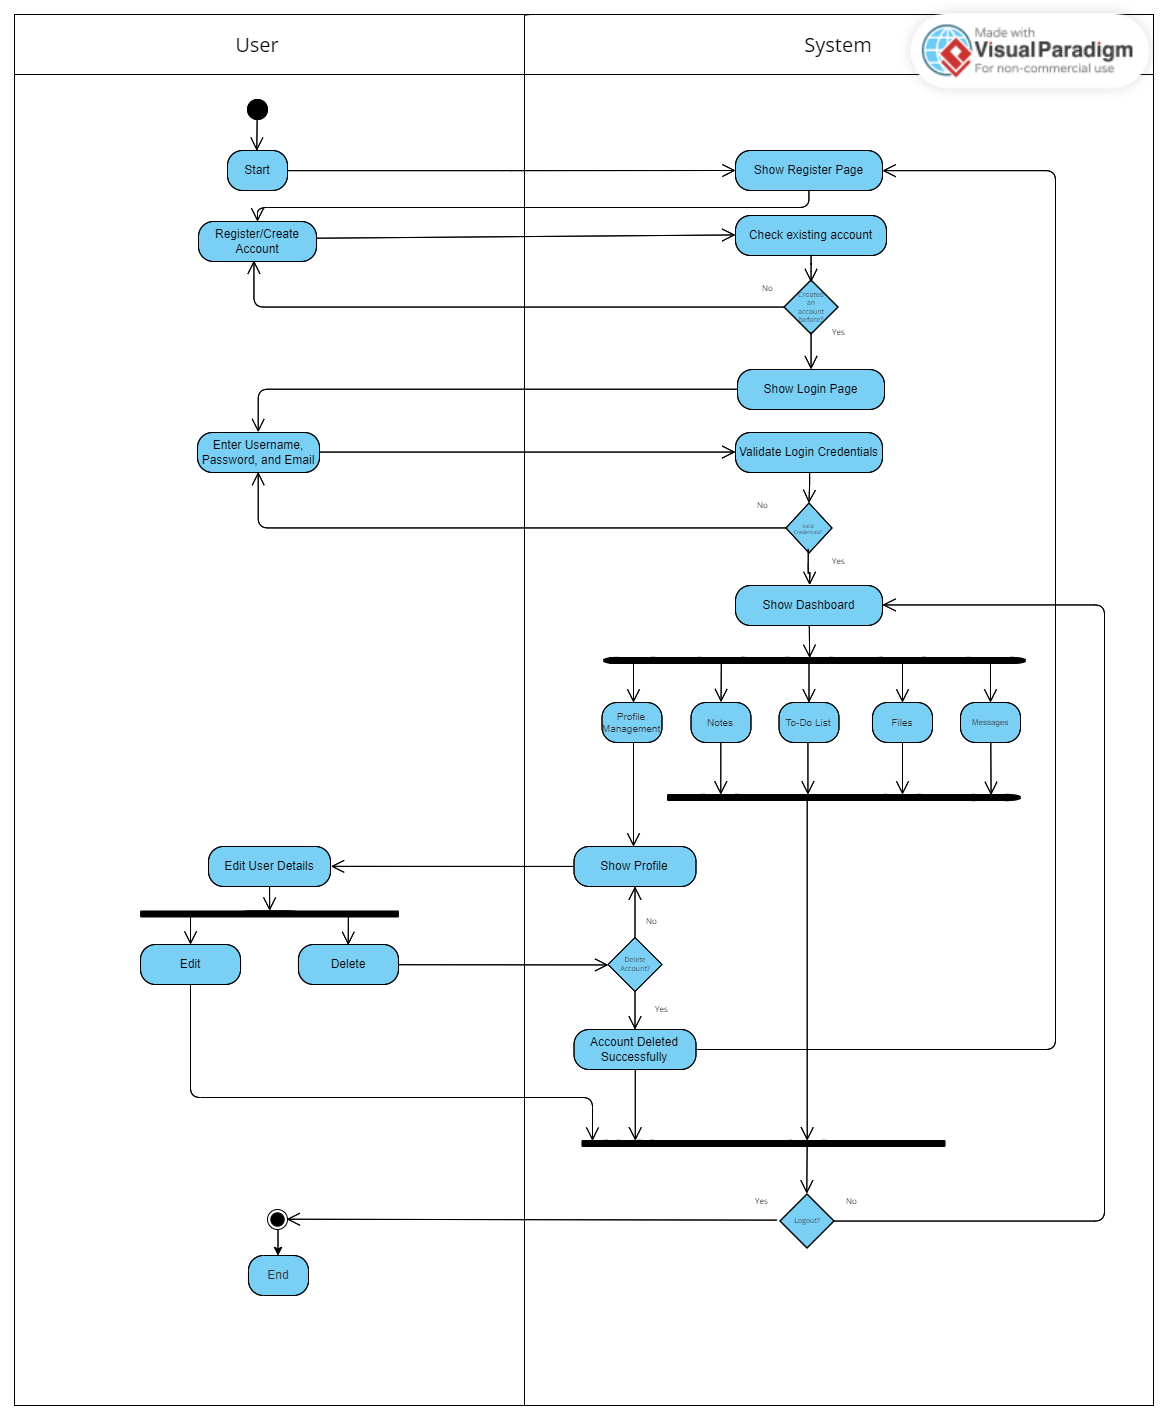 User
System
Made with
VisualParadigm
For non-commercial use
Start
Show Register Page
Register/Create
Account
Check existing account
No
Created
an
account
before?
Yes
Show Login Page
Enter Username,
Password, and Email
Validate Login Credentials
No
Valid
Credentials?
Yes
Show Dashboard
Profile
Management
Notes
To-Do List
Files
Messages
Edit User Details
Show Profile
No
Edit
Delete
Delete
Account?
Yes
Account Deleted
Successfully
Yes
No
Logout?
End